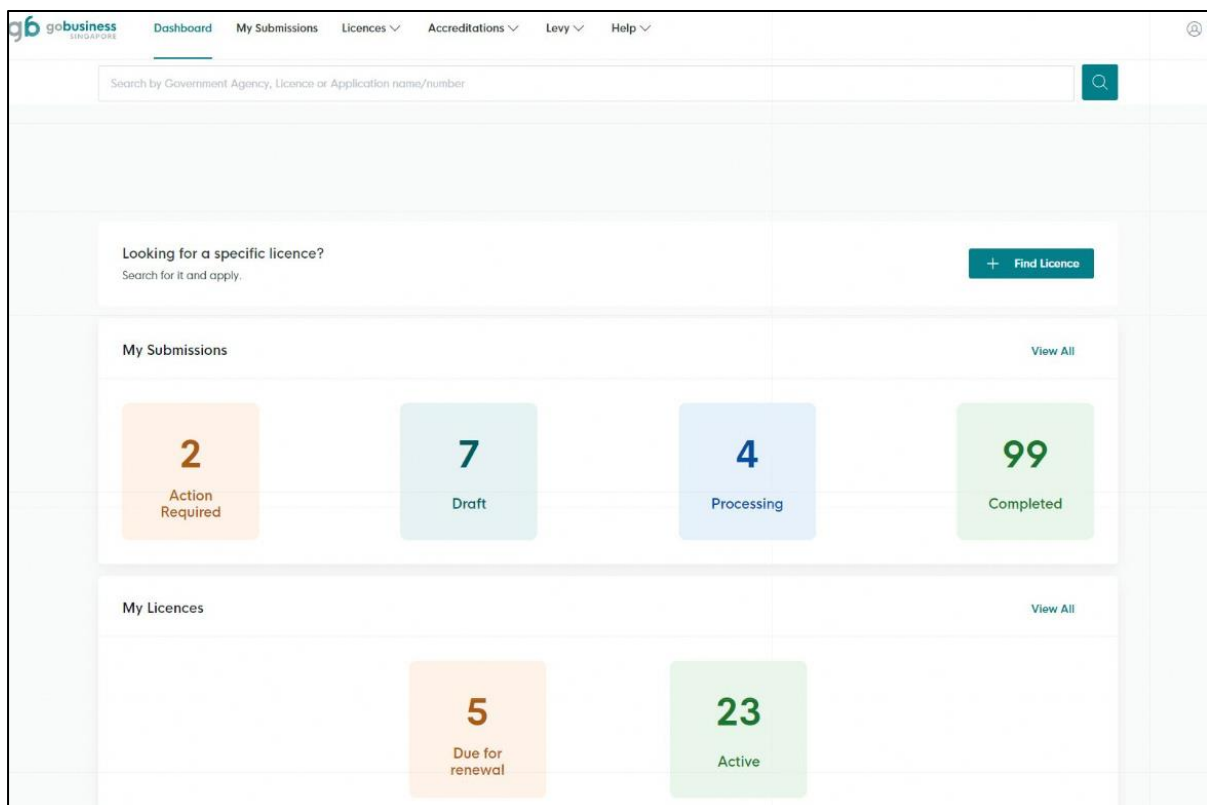 gb gobusiness
SINGAPORE
Dashboard My Submissions Licences Accreditations Levy Help
Search by Government Agency, Licence or Application name/number
Looking for a specific licence?
Search for it and apply.
+ Find Licence
My Submissions View All
2 7 4 99
Action
Required
Draft Processing Completed
My Licences View All
5 23
Due for
renewal
Active